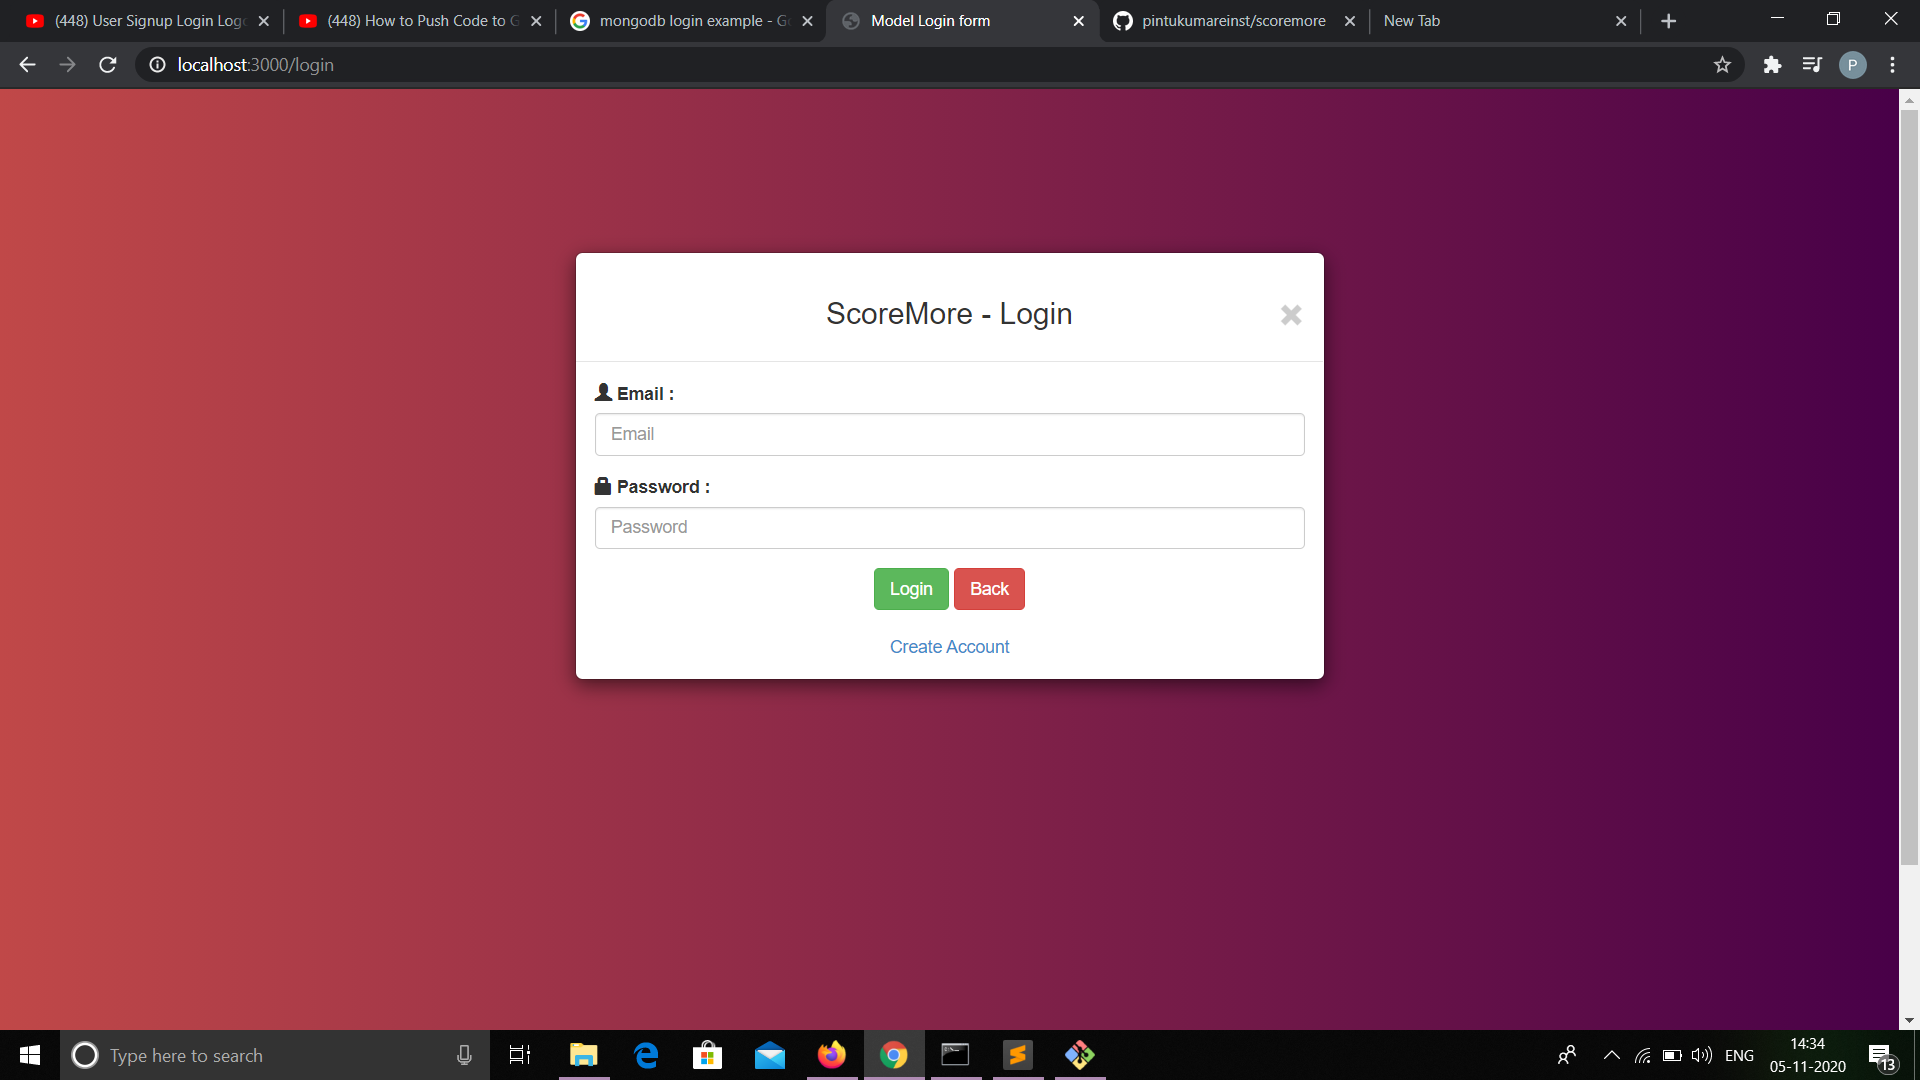 (448) User Signup Login Log
(448) How to Push Code to G
mongodb login example - G
Model Login form
pintukumareinst/scoremore
New Tab
localhost:3000/login
P
ScoreMore - Login
Email :
Email
Password :
Password
Login Back
Create Account
Type here to search
ENG
14:34
05-11-2020
13